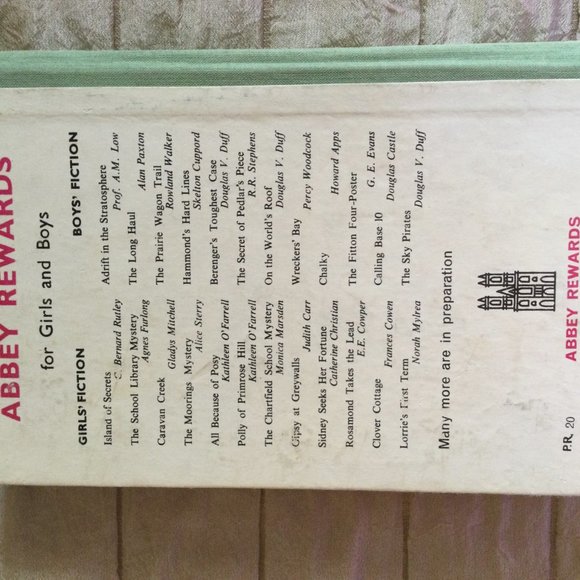 ABBEY REWARDS
for Girls and Boys
GIRLS' FICTION
Island of Secrets
C. Bernard Rutley
The School Library Mystery
Agnes Furlong
Caravan Creek
Gladys Mitchell
The Moorings Mystery
Alice Sterry
All Because of Posy
Kathleen O'Farrell
Polly of Primrose Hill
Kathleen O'Farrell
The Chartfield School Mystery
Monica Marsden
Gipsy at Greywalls
Judith Carr
Sidney Seeks Her Fortune
Catherine Christian
Rosamond Takes the Lead
E.E. Cowper
Clover Cottage
Frances Cowen
Lorrie's First Term
Norah Mylrea
BOYS' FICTION
Adrift in the Stratosphere
Prof. A.M. Low
The Long Haul
Alan Paxton
The Prairie Wagon Trail
Rowland Walker
Hammond's Hard Lines
Skelton Cuppord
Berenger's Toughest Case
Douglas V. Duff
The Secret of Pedlar's Piece
R.R. Stephens
On the World's Roof
Douglas V. Duff
Wreckers' Bay
Percy Woodcock
Chalky
Howard Apps
The Fitton Four-Poster
G. E. Evans
Calling Base 10
Douglas Castle
The Sky Pirates
Douglas V. Duff
Many more are in preparation
P.R. 20
ABBEY REWARDS